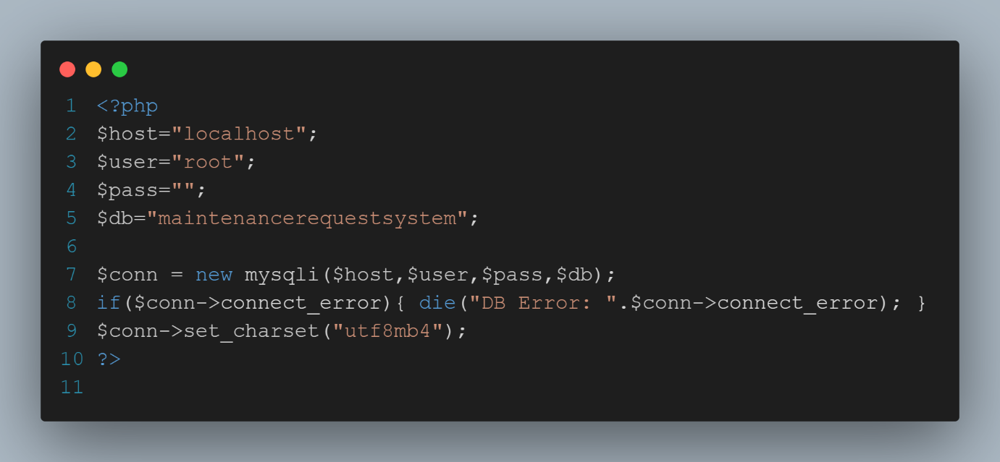 1 <?php
2 $host="localhost";
3 $user="root";
4 $pass="";
5 $db="maintenancerequestsystem";
6
7 $conn = new mysqli($host,$user,$pass,$db);
8 if($conn->connect_error){ die("DB Error: ".$conn->connect_error); }
9 $conn->set_charset("utf8mb4");
10 ?>
11